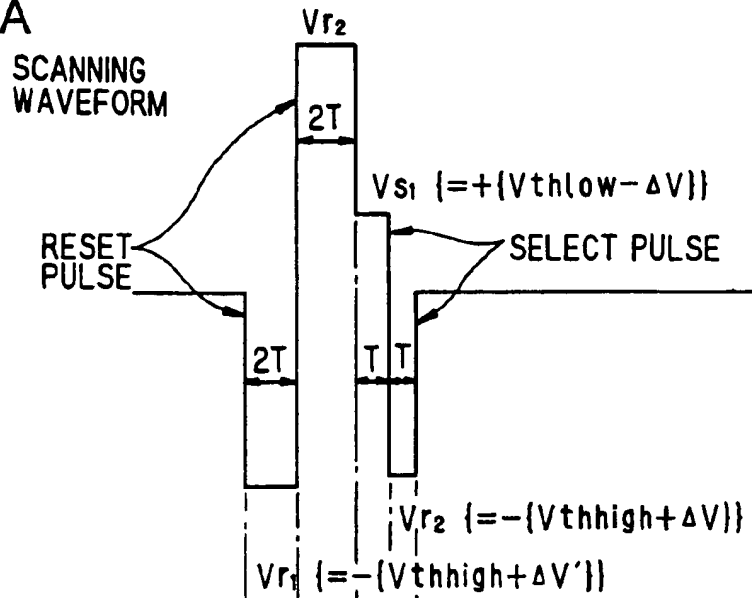 A
Vr₂
SCANNING
WAVEFORM
2T
Vs₁ {=+{Vthlow-ΔV}}
RESET
PULSE
SELECT PULSE
2T
T
T
Vr₂ {=-{Vthhigh+ΔV}}
Vr₁ {=-{Vthhigh+ΔV´}}